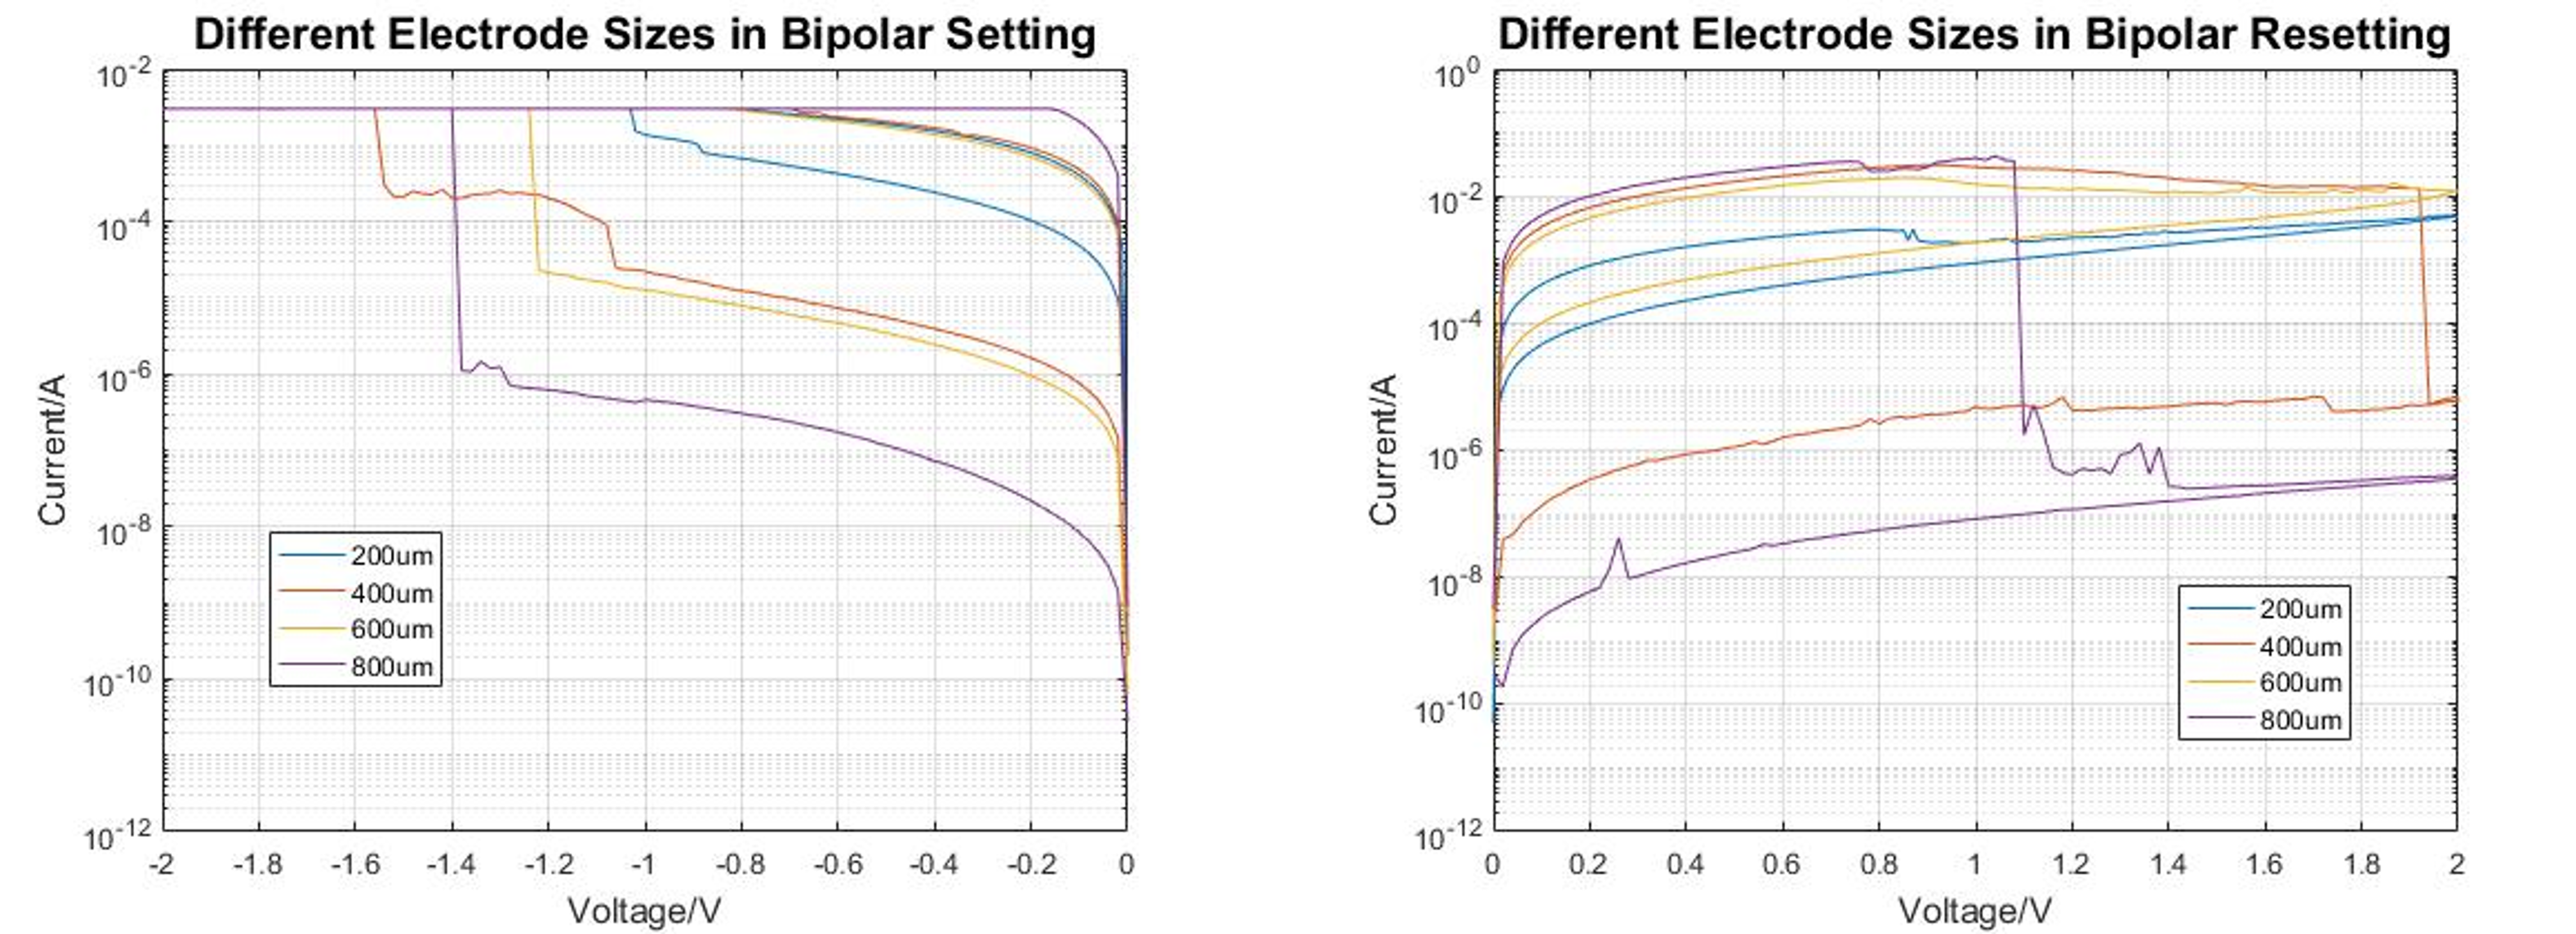 Different Electrode Sizes in Bipolar Setting
10^-2
10^-4
10^-6
10^-8
10^-10
10^-12
Current/A
200um
400um
600um
800um
-2 -1.8 -1.6 -1.4 -1.2 -1 -0.8 -0.6 -0.4 -0.2 0
Voltage/V
Different Electrode Sizes in Bipolar Resetting
10^0
10^-2
10^-4
10^-6
10^-8
10^-10
10^-12
Current/A
200um
400um
600um
800um
0 0.2 0.4 0.6 0.8 1 1.2 1.4 1.6 1.8 2
Voltage/V